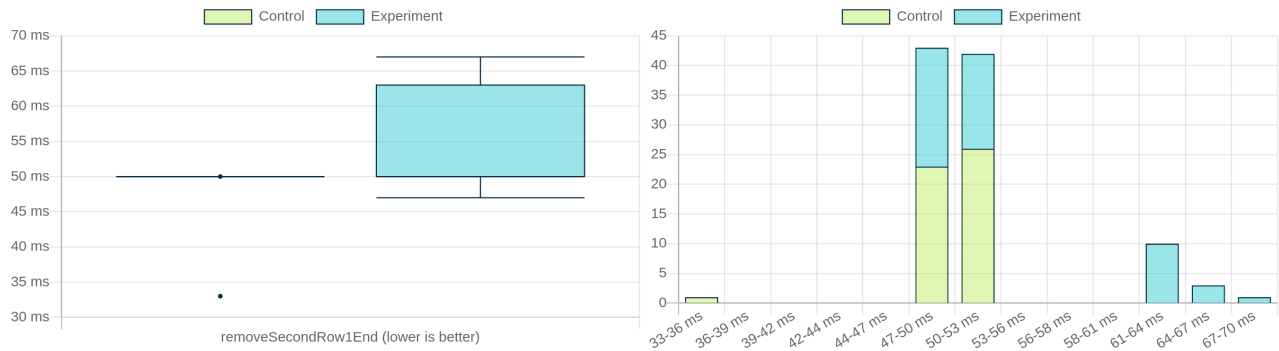 Control
Experiment
70 ms
65 ms
60 ms
55 ms
50 ms
45 ms
40 ms
35 ms
30 ms
removeSecondRow1End (lower is better)
Control
Experiment
45
40
35
30
25
20
15
10
5
0
33-36 ms
36-39 ms
39-42 ms
42-44 ms
44-47 ms
47-50 ms
50-53 ms
53-56 ms
56-58 ms
58-61 ms
61-64 ms
64-67 ms
67-70 ms